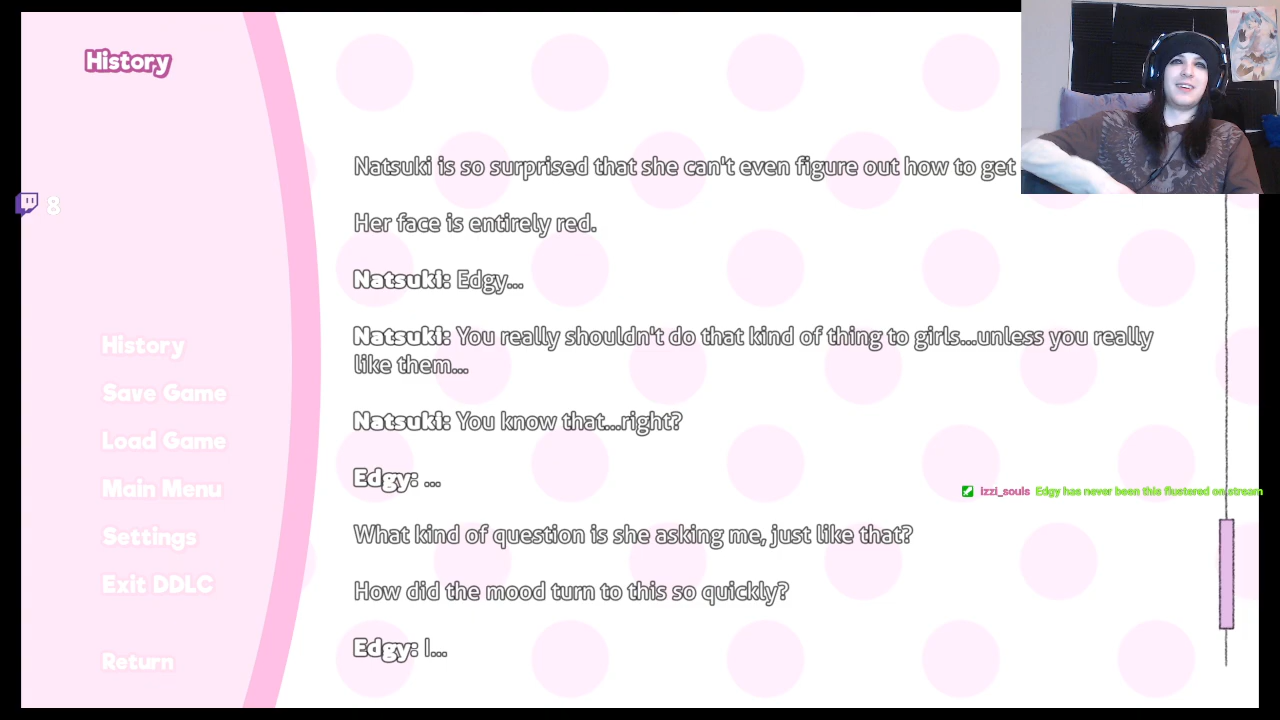 History
Natsuki is so surprised that she can't even figure out how to get
8
Her face is entirely red.
Natsuki: Edgy...
History
Natsuki: You really shouldn't do that kind of thing to girls...unless you really
like them...
Save Game
Natsuki: You know that...right?
Load Game
Edgy: ...
Main Menu
izzi_souls Edgy has never been this flustered on stream
What kind of question is she asking me, just like that?
Settings
How did the mood turn to this so quickly?
Exit DDLC
Edgy: I...
Return